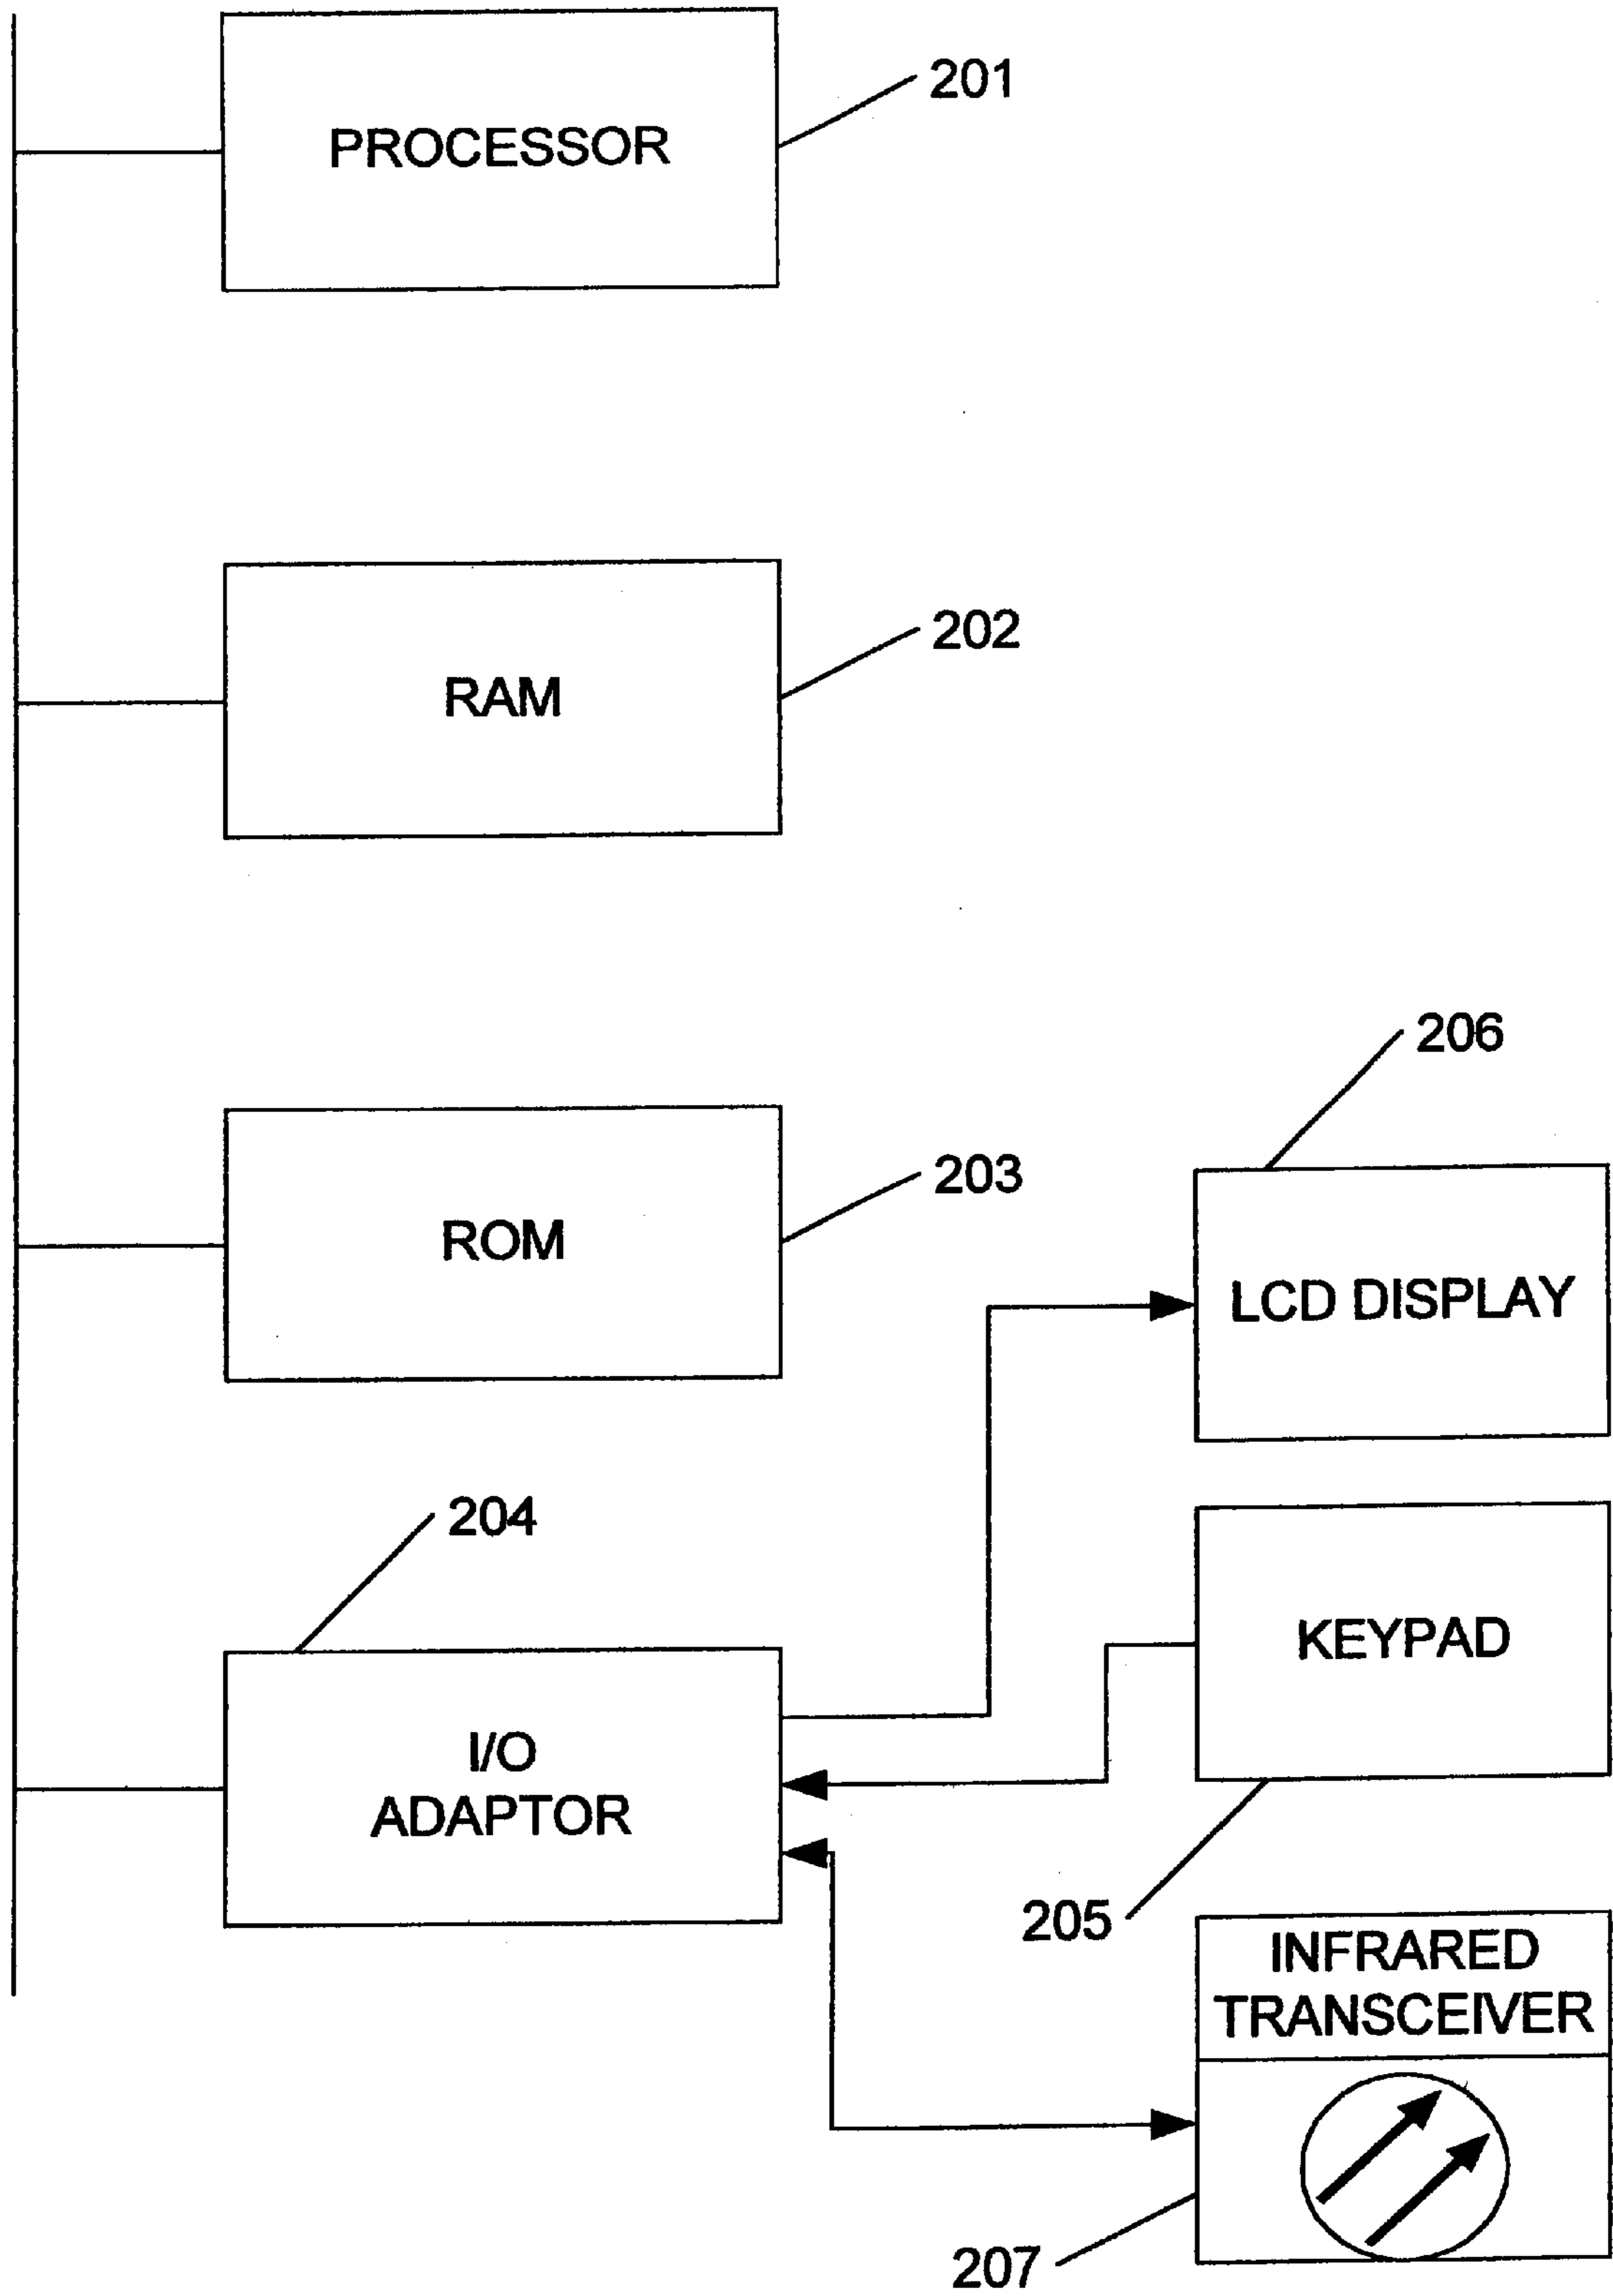 201
PROCESSOR
202
RAM
206
203
ROM
LCD DISPLAY
204
KEYPAD
I/O
ADAPTOR
205
INFRARED
TRANSCEIVER
207